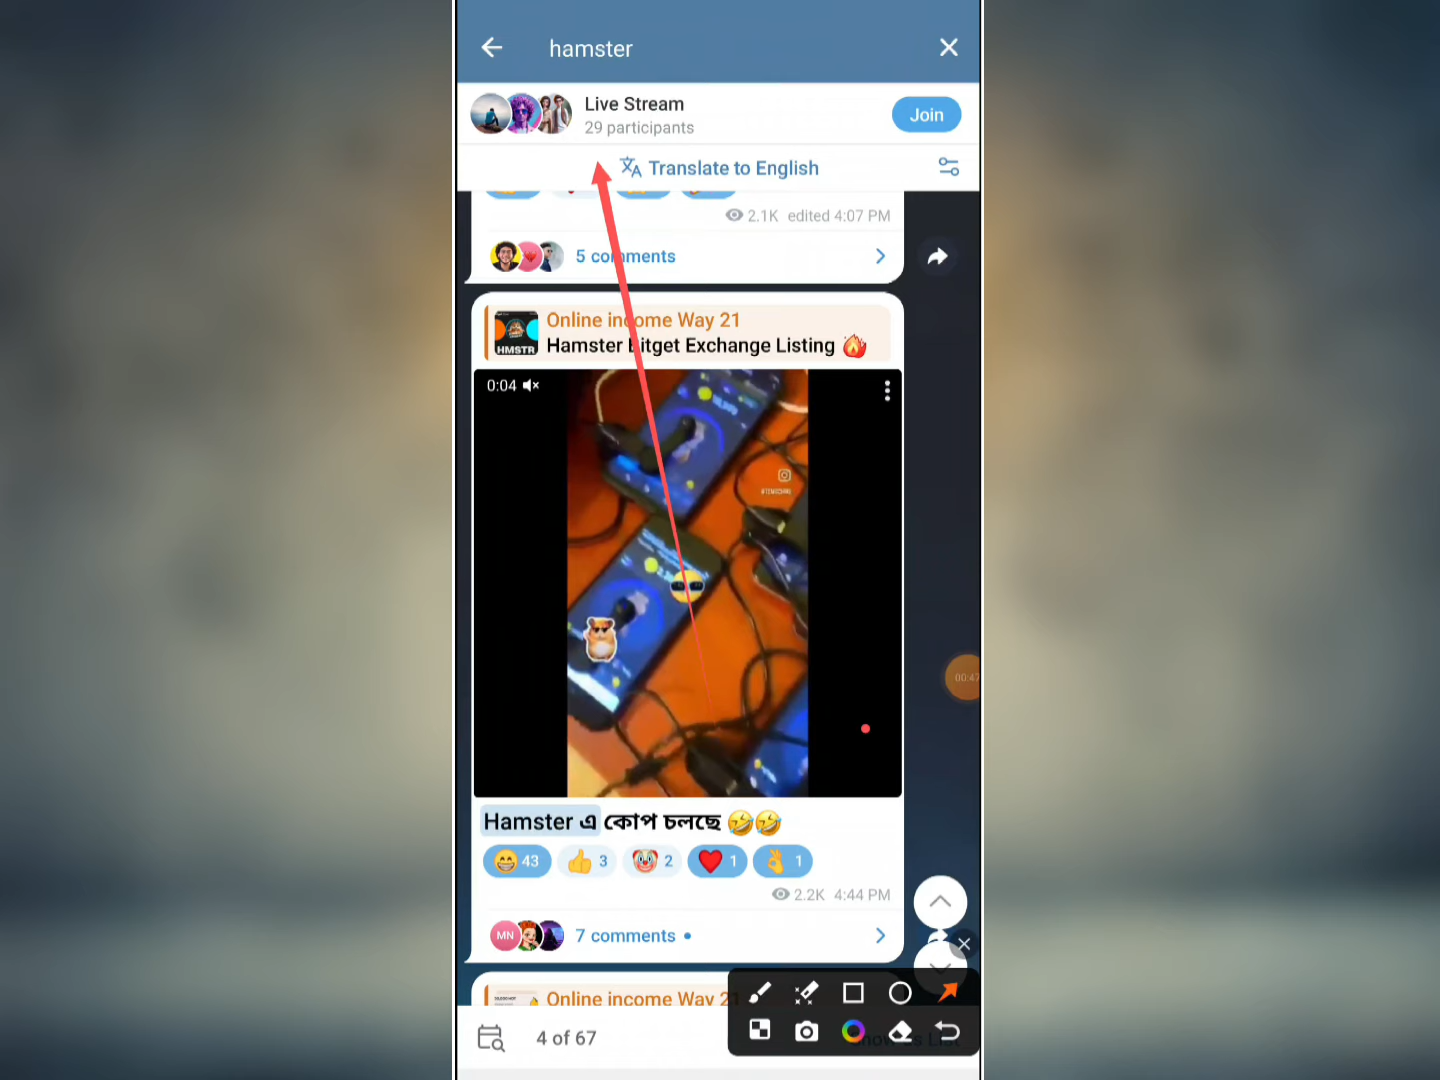 hamster
Live Stream
29 participants
Join
Translate to English
2.1K edited 4:07 PM
5 comments
Online income Way 21
HMSTR
Hamster Bitget Exchange Listing 🔥
0:04
Hamster এ কোপ চলছে 🤣🤣
😁 43 👍 3 🤡 2 ❤️ 1 👌 1
2.2K 4:44 PM
MN
7 comments
Online income Way 21
4 of 67
00:47